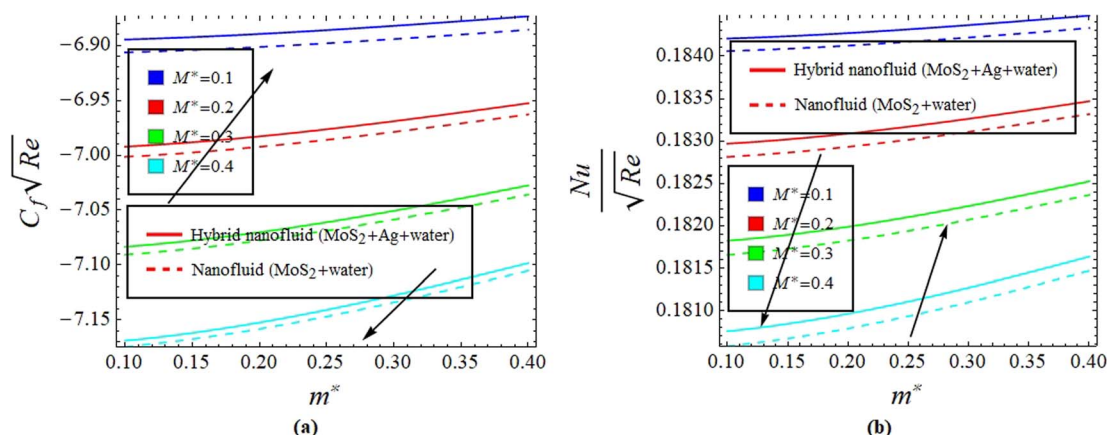 −6.90
−6.95
−7.00
−7.05
−7.10
−7.15
C_f√Re
M*=0.1
M*=0.2
M*=0.3
M*=0.4
Hybrid nanofluid (MoS₂+Ag+water)
Nanofluid (MoS₂+water)
0.10 0.15 0.20 0.25 0.30 0.35 0.40
m*
(a)
0.1840
0.1835
0.1830
0.1825
0.1820
0.1815
0.1810
Nu
√Re
Hybrid nanofluid (MoS₂+Ag+water)
Nanofluid (MoS₂+water)
M*=0.1
M*=0.2
M*=0.3
M*=0.4
0.10 0.15 0.20 0.25 0.30 0.35 0.40
m*
(b)